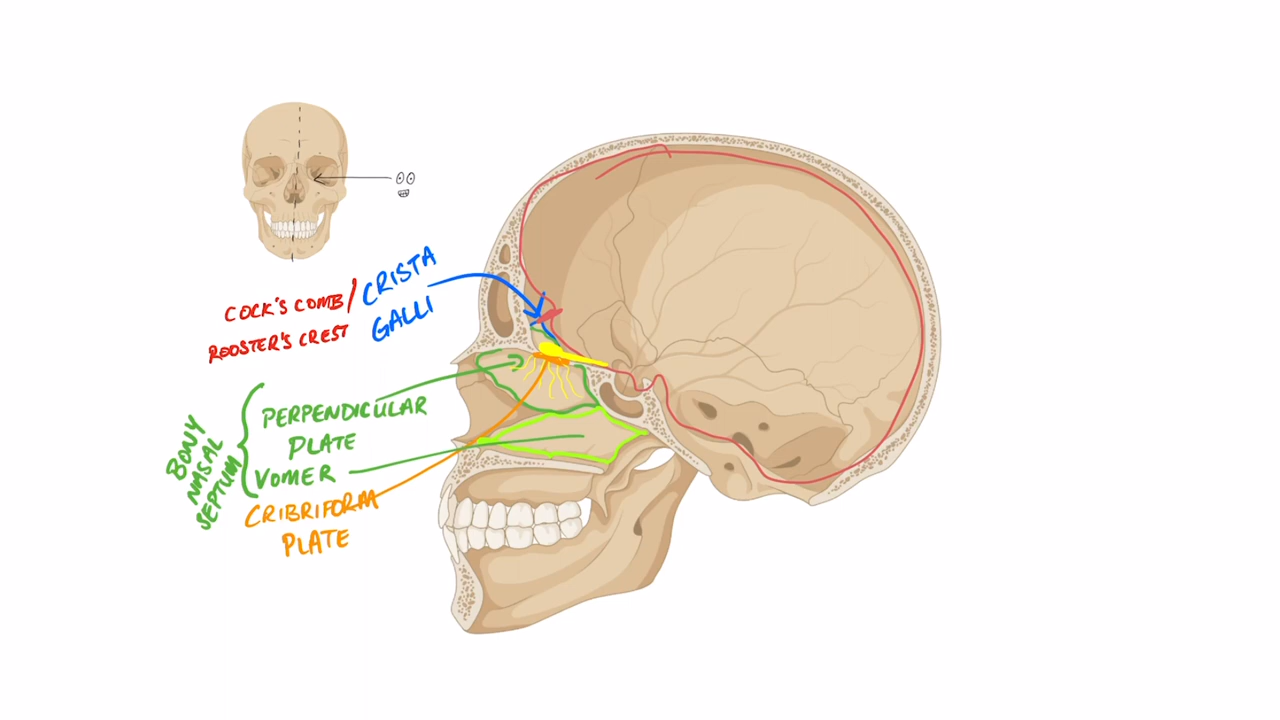 COCK'S COMB/
ROOSTER'S CREST
CRISTA
GALLI
BONY
NASAL
SEPTUM
PERPENDICULAR
PLATE
VOMER
CRIBRIFORM
PLATE